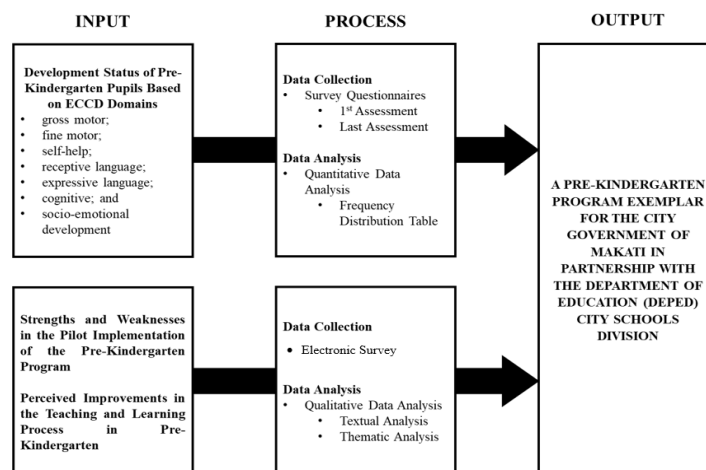 INPUT
PROCESS
OUTPUT
Development Status of Pre-
Kindergarten Pupils Based
on ECCD Domains
• gross motor;
• fine motor;
• self-help;
• receptive language;
• expressive language;
• cognitive; and
• socio-emotional
development
Data Collection
• Survey Questionnaires
• 1st Assessment
• Last Assessment
Data Analysis
• Quantitative Data
Analysis
• Frequency
Distribution Table
Strengths and Weaknesses
in the Pilot Implementation
of the Pre-Kindergarten
Program
Perceived Improvements in
the Teaching and Learning
Process in Pre-
Kindergarten
Data Collection
• Electronic Survey
Data Analysis
• Qualitative Data Analysis
• Textual Analysis
• Thematic Analysis
A PRE-KINDERGARTEN
PROGRAM EXEMPLAR
FOR THE CITY
GOVERNMENT OF
MAKATI IN
PARTNERSHIP WITH
THE DEPARTMENT OF
EDUCATION (DEPED)
CITY SCHOOLS
DIVISION